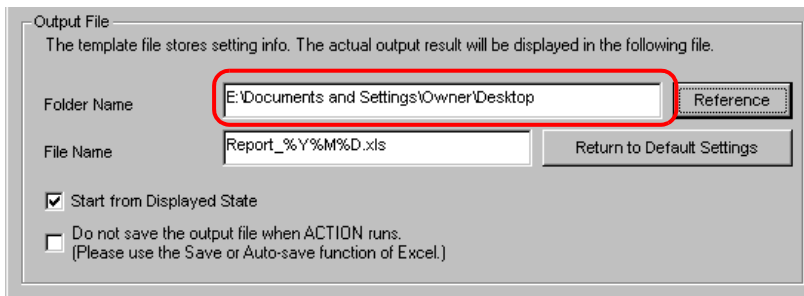 Output File
The template file stores setting info. The actual output result will be displayed in the following file.
Folder Name E:\Documents and Settings\Owner\Desktop Reference
File Name Report_%Y%M%D.xls Return to Default Settings
Start from Displayed State
Do not save the output file when ACTION runs.
(Please use the Save or Auto-save function of Excel.)